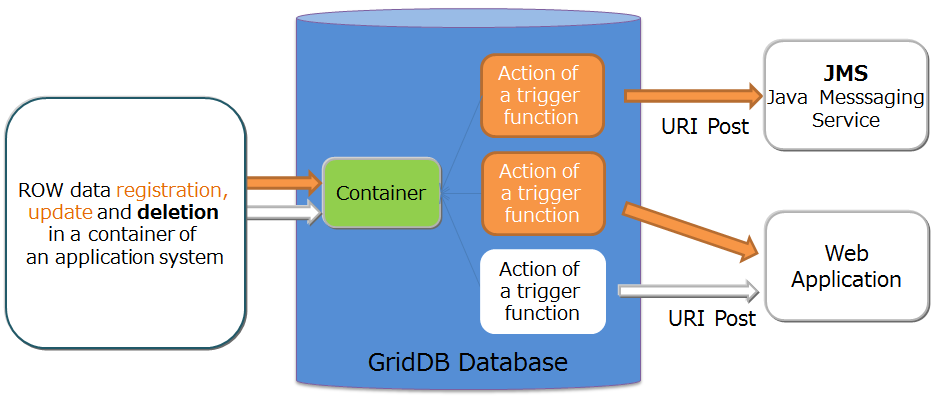 ROW data registration,
update and deletion
in a container of
an application system
Container
Action of
a trigger
function
Action of
a trigger
function
Action of
a trigger
function
GridDB Database
URI Post
URI Post
JMS
Java Messsaging
Service
Web
Application